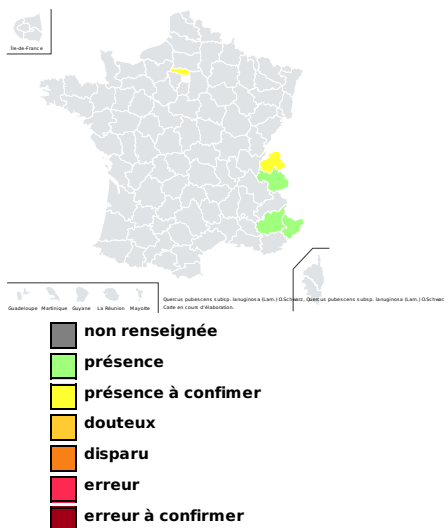 Île-de-France
Guadeloupe Martinique Guyane La Réunion Mayotte
Quercus pubescens subsp. lanuginosa (Lam.) O.Schwarz, Quercus pubescens subsp. lanuginosa (Lam.) O.Schwarz
Carte en cours d'élaboration.
non renseignée
présence
présence à confimer
douteux
disparu
erreur
erreur à confirmer